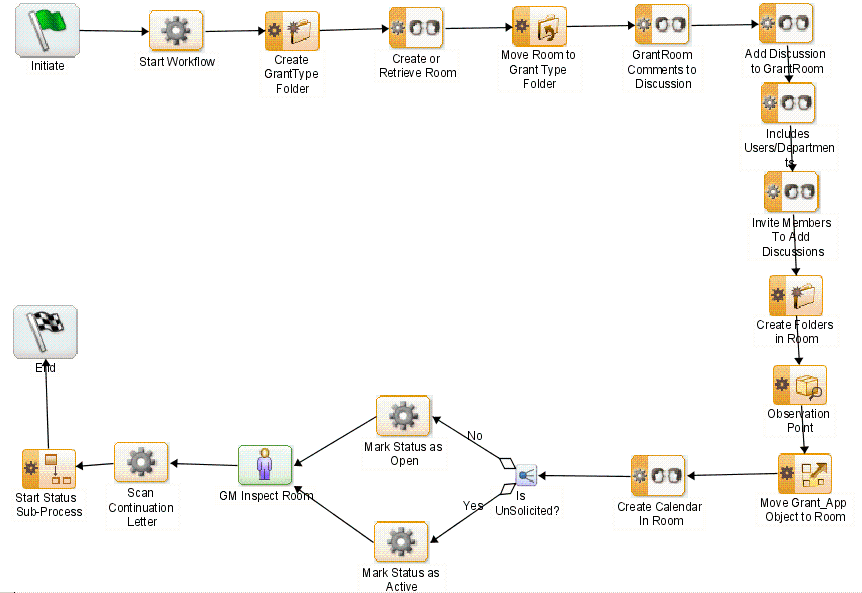 Initiate
Start Workflow
Create
GrantType
Folder
Create or
Retrieve Room
Move Room to
Grant Type
Folder
GrantRoom
Comments to
Discussion
Add Discussion
to GrantRoom
Includes
Users/Departmen
ts
Invite Members
To Add
Discussions
Create Folders
in Room
Observation
Point
Move Grant_App
Object to Room
Create Calendar
In Room
Is
UnSolicited?
No
Yes
Mark Status as
Open
Mark Status as
Active
GM Inspect Room
Scan
Continuation
Letter
Start Status
Sub-Process
End